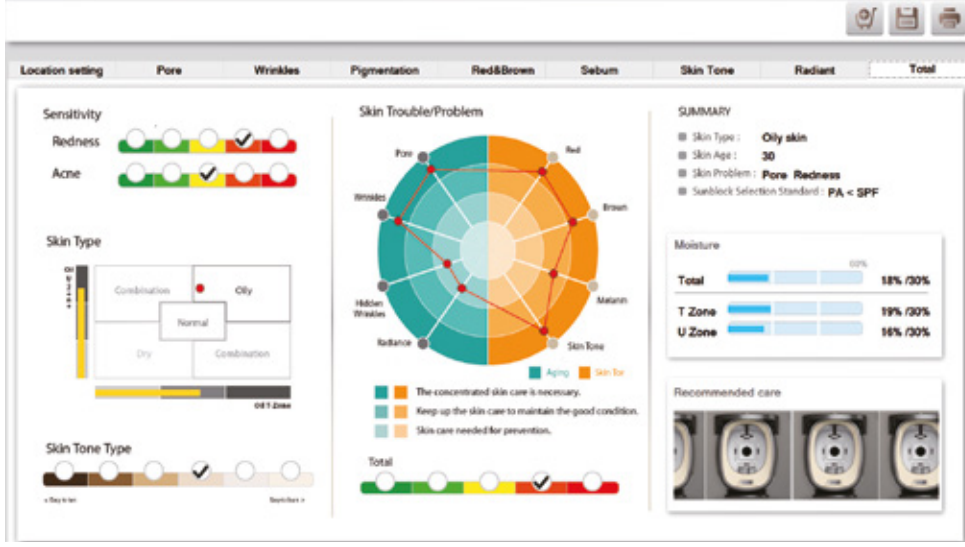 Location setting Pore Wrinkles Pigmentation Red&Brown Sebum Skin Tone Radiant Total
Sensitivity
Redness
Acne
Skin Type
Combination
Oily
Normal
Dry
Combination
Oil T-Zone
Skin Tone Type
Skin Trouble/Problem
Pore
Red
Wrinkles
Brown
Hidden
Wrinkles
Melanin
Radiance
Skin Tone
Aging
Skin Tor
The concentrated skin care is necessary.
Keep up the skin care to maintain the good condition.
Skin care needed for prevention.
Total
SUMMARY
Skin Type : Oily skin
Skin Age : 30
Skin Problem : Pore Redness
Sunblock Selection Standard : PA < SPF
Moisture
Total 18% /30%
T Zone 19% /30%
U Zone 16% /30%
Recommended care